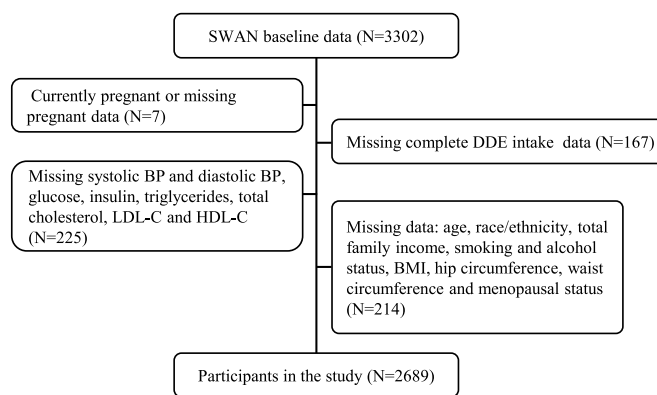 SWAN baseline data (N=3302)
Currently pregnant or missing
pregnant data (N=7)
Missing complete DDE intake data (N=167)
Missing systolic BP and diastolic BP,
glucose, insulin, triglycerides, total
cholesterol, LDL-C and HDL-C
(N=225)
Missing data: age, race/ethnicity, total
family income, smoking and alcohol
status, BMI, hip circumference, waist
circumference and menopausal status
(N=214)
Participants in the study (N=2689)